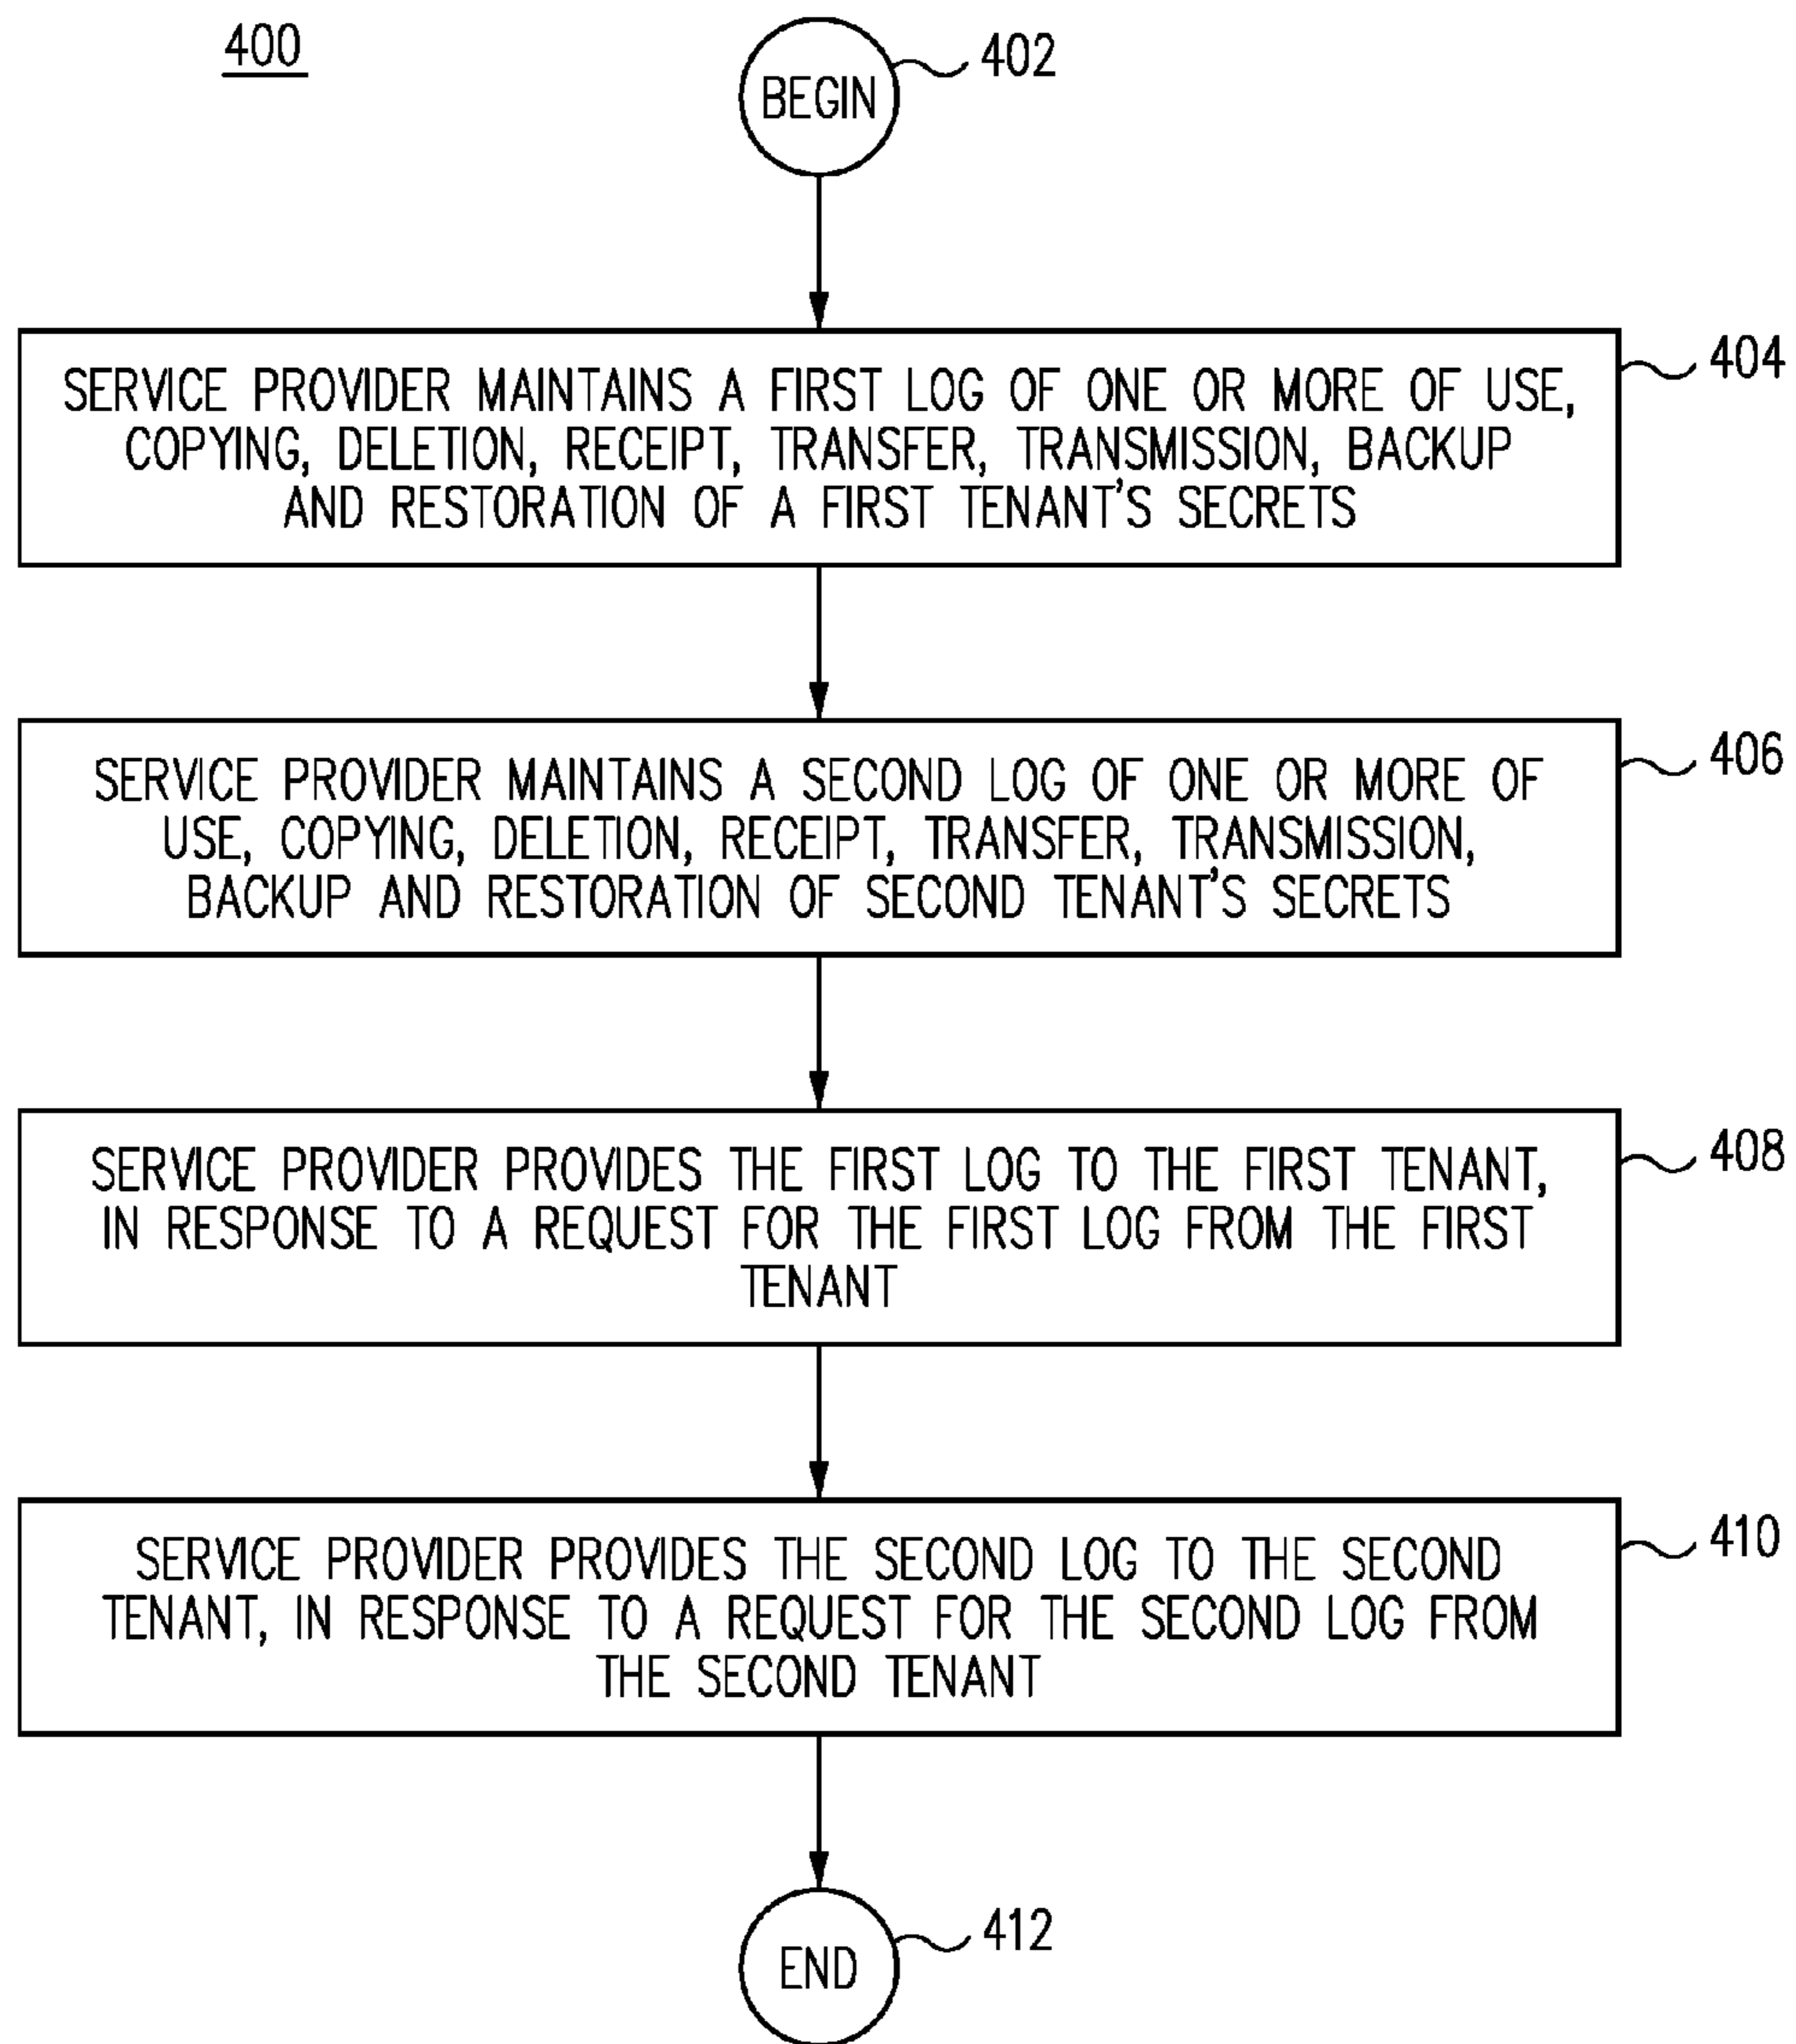 400
BEGIN
402
404
SERVICE PROVIDER MAINTAINS A FIRST LOG OF ONE OR MORE OF USE,
COPYING, DELETION, RECEIPT, TRANSFER, TRANSMISSION, BACKUP
AND RESTORATION OF A FIRST TENANT'S SECRETS
406
SERVICE PROVIDER MAINTAINS A SECOND LOG OF ONE OR MORE OF
USE, COPYING, DELETION, RECEIPT, TRANSFER, TRANSMISSION,
BACKUP AND RESTORATION OF SECOND TENANT'S SECRETS
408
SERVICE PROVIDER PROVIDES THE FIRST LOG TO THE FIRST TENANT,
IN RESPONSE TO A REQUEST FOR THE FIRST LOG FROM THE FIRST
TENANT
410
SERVICE PROVIDER PROVIDES THE SECOND LOG TO THE SECOND
TENANT, IN RESPONSE TO A REQUEST FOR THE SECOND LOG FROM
THE SECOND TENANT
412
END